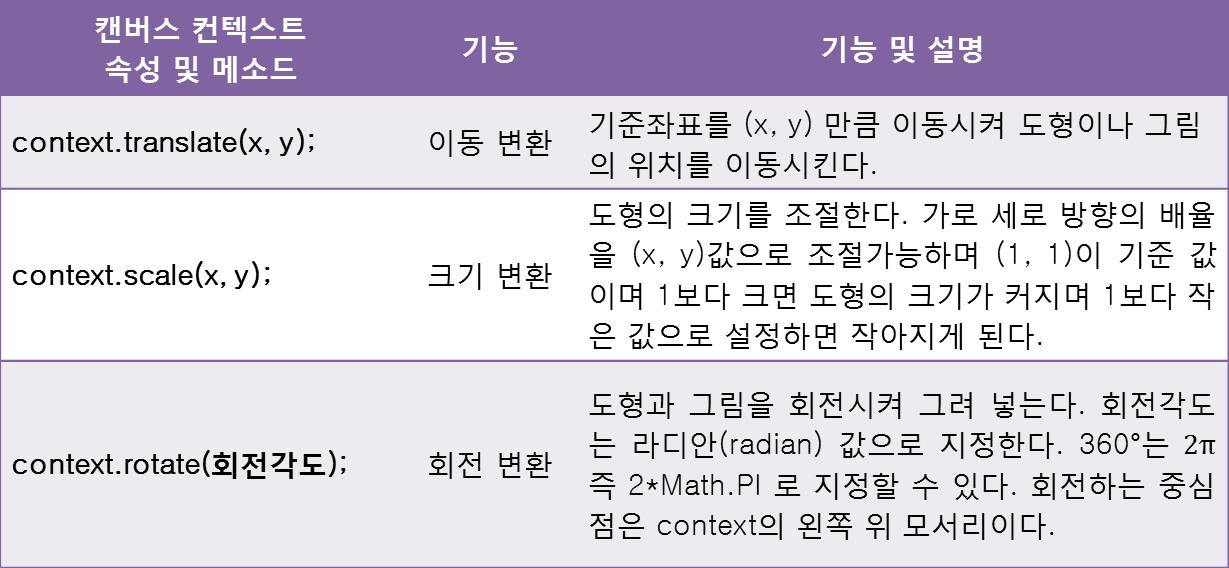 캔버스 컨텍스트
속성 및 메소드
기능
기능 및 설명
context.translate(x, y);
이동 변환
기준좌표를 (x, y) 만큼 이동시켜 도형이나 그림
의 위치를 이동시킨다.
context.scale(x, y);
크기 변환
도형의 크기를 조절한다. 가로 세로 방향의 배율
을 (x, y)값으로 조절가능하며 (1, 1)이 기준 값
이며 1보다 크면 도형의 크기가 커지며 1보다 작
은 값으로 설정하면 작아지게 된다.
context.rotate(회전각도);
회전 변환
도형과 그림을 회전시켜 그려 넣는다. 회전각도
는 라디안(radian) 값으로 지정한다. 360°는 2π
즉 2*Math.PI 로 지정할 수 있다. 회전하는 중심
점은 context의 왼쪽 위 모서리이다.